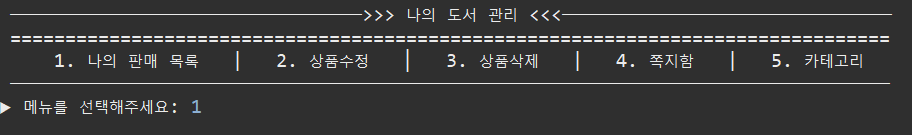 >>> 나의 도서 관리 <<<
================================================================================
1. 나의 판매 목록 | 2. 상품수정 | 3. 상품삭제 | 4. 쪽지함 | 5. 카테고리
▶ 메뉴를 선택해주세요: 1